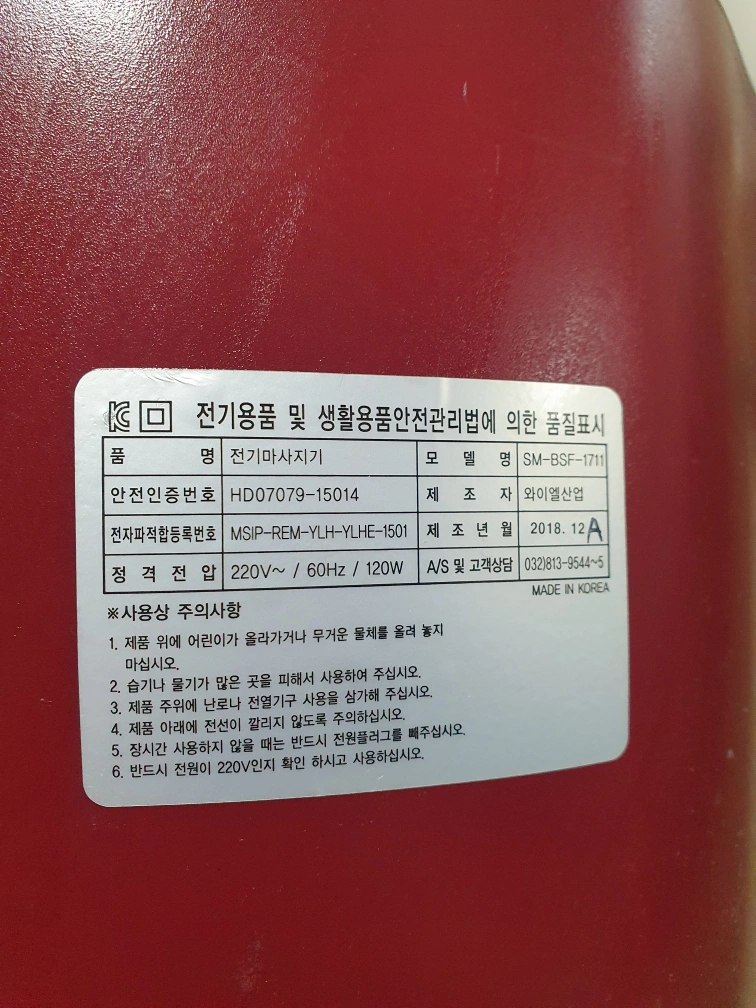 전기용품 및 생활용품안전관리법에 의한 품질표시
품 명 전기마사지기 모 델 명 SM-BSF-1711
안전인증번호 HD07079-15014 제 조 자 와이엘산업
전자파적합등록번호 MSIP-REM-YLH-YLHE-1501 제 조 년 월 2018. 12 A
정 격 전 압 220V~ / 60Hz / 120W A/S 및 고객상담 032)813-9544~5
MADE IN KOREA
※사용상 주의사항
1. 제품 위에 어린이가 올라가거나 무거운 물체를 올려 놓지
마십시오.
2. 습기나 물기가 많은 곳을 피해서 사용하여 주십시오.
3. 제품 주위에 난로나 전열기구 사용을 삼가해 주십시오.
4. 제품 아래에 전선이 깔리지 않도록 주의하십시오.
5. 장시간 사용하지 않을 때는 반드시 전원플러그를 빼주십시오.
6. 반드시 전원이 220V인지 확인 하시고 사용하십시오.